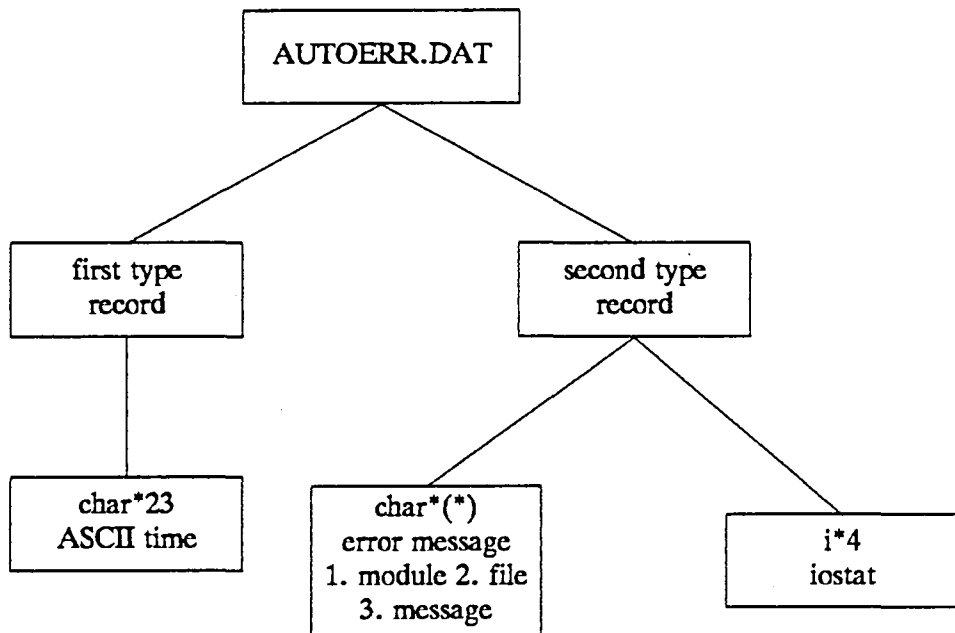 AUTOERR.DAT
first type
record
second type
record
char*23
ASCII time
char*(*)
error message
1. module 2. file
3. message
i*4
iostat